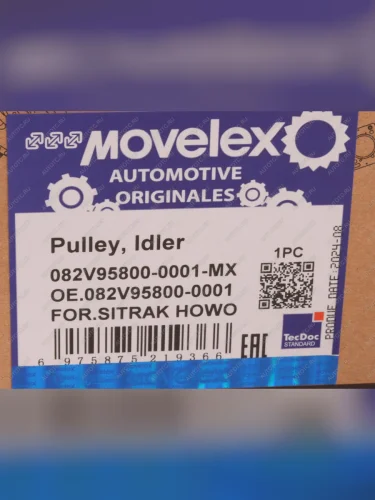 Movelex
AUTOMOTIVE
ORIGINALES
Pulley, Idler
082V95800-0001-MX
OE.082V95800-0001
FOR.SITRAK HOWO
1PC
6 975875 219366
EAC
TecDoc
STANDARD
DATE:2024-08